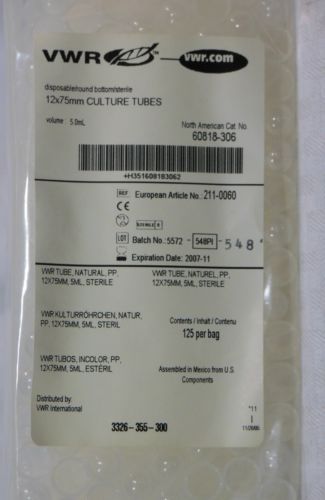 VWR™ vwr.com
disposable/round bottom/sterile
12x75mm CULTURE TUBES
volume : 5.0mL
North American Cat. No.
60818-306
+H351608183062
REF European Article No.: 211-0060
CE
STERILE R
LOT Batch No.: 5572 - 548PI - 548
Expiration Date: 2007-11
VWR TUBE, NATURAL, PP,
12X75MM, 5ML, STERILE
VWR TUBE, NATUREL, PP,
12X75MM, 5ML, STERILE
VWR KULTURRÖHRCHEN, NATUR,
PP, 12X75MM, 5ML, STERIL
Contents / Inhalt / Contenu
125 per bag
VWR TUBOS, INCOLOR, PP,
12X75MM, 5ML, ESTÉRIL
Assembled in Mexico from U.S.
Components
Distributed by:
VWR International
3326-355-300